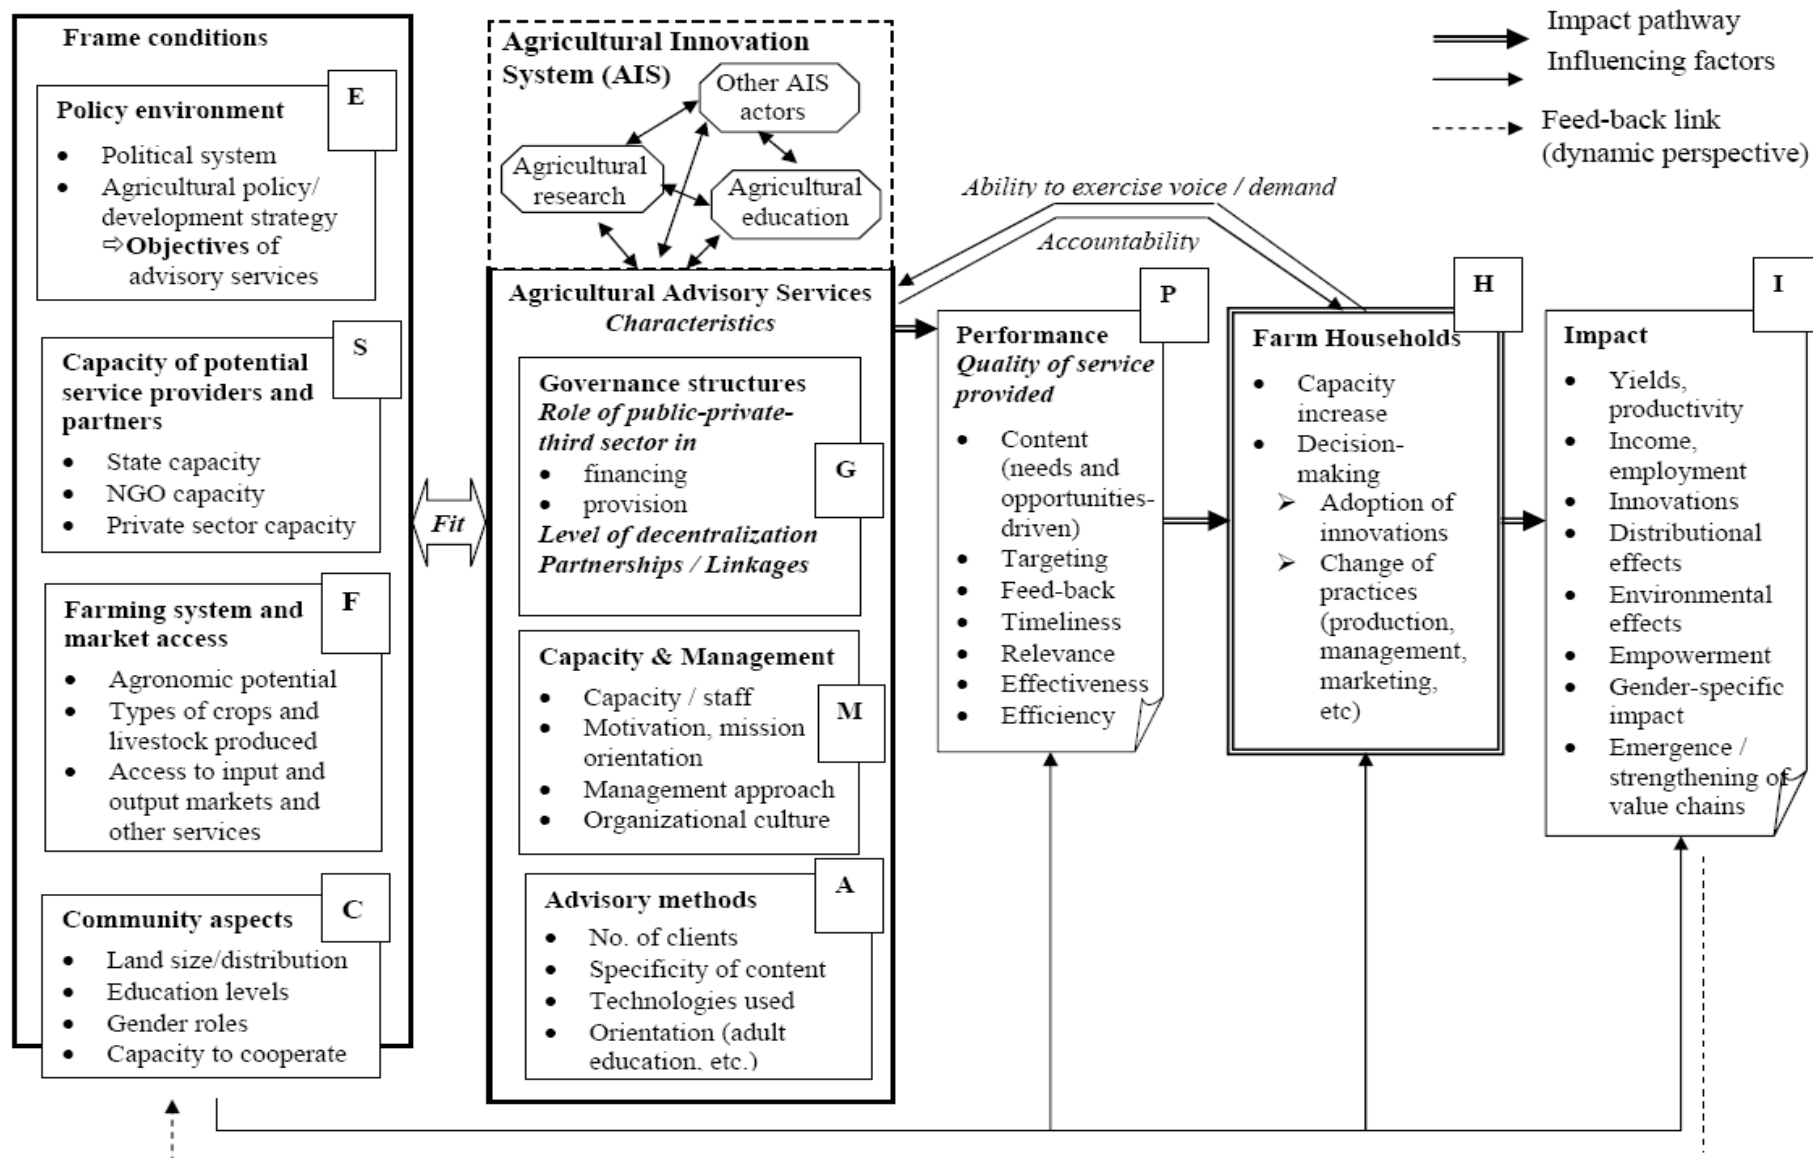 Frame conditions
E
Policy environment
• Political system
• Agricultural policy/
development strategy
⇨Objectives of
advisory services
S
Capacity of potential
service providers and
partners
• State capacity
• NGO capacity
• Private sector capacity
F
Farming system and
market access
• Agronomic potential
• Types of crops and
livestock produced
• Access to input and
output markets and
other services
C
Community aspects
• Land size/distribution
• Education levels
• Gender roles
• Capacity to cooperate
Fit
Agricultural Innovation
System (AIS)
Other AIS
actors
Agricultural
research
Agricultural
education
Agricultural Advisory Services
Characteristics
Governance structures
Role of public-private-
third sector in
• financing
• provision
Level of decentralization
Partnerships / Linkages
G
Capacity & Management
• Capacity / staff
• Motivation, mission
orientation
• Management approach
• Organizational culture
M
A
Advisory methods
• No. of clients
• Specificity of content
• Technologies used
• Orientation (adult
education, etc.)
Ability to exercise voice / demand
Accountability
P
Performance
Quality of service
provided
• Content
(needs and
opportunities-
driven)
• Targeting
• Feed-back
• Timeliness
• Relevance
• Effectiveness
• Efficiency
H
Farm Households
• Capacity
increase
• Decision-
making
➢ Adoption of
innovations
➢ Change of
practices
(production,
management,
marketing,
etc)
I
Impact
• Yields,
productivity
• Income,
employment
• Innovations
• Distributional
effects
• Environmental
effects
• Empowerment
• Gender-specific
impact
• Emergence /
strengthening of
value chains
Impact pathway
Influencing factors
Feed-back link
(dynamic perspective)